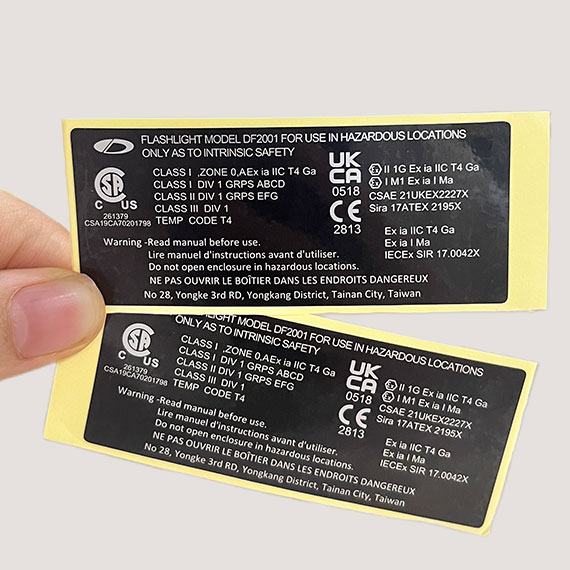 FLASHLIGHT MODEL DF2001 FOR USE IN HAZARDOUS LOCATIONS
ONLY AS TO INTRINSIC SAFETY
CLASS I ,ZONE 0,AEx ia IIC T4 Ga
CLASS I DIV 1 GRPS ABCD
CLASS II DIV 1 GRPS EFG
CLASS III DIV 1
TEMP CODE T4
SA
C US
261379
CSA19CA70201798
UK
CA
0518
CE
2813
Ex II 1G Ex ia IIC T4 Ga
Ex I M1 Ex ia I Ma
CSAE 21UKEX2227X
Sira 17ATEX 2195X
Ex ia IIC T4 Ga
Ex ia I Ma
IECEx SIR 17.0042X
Warning -Read manual before use.
Lire manuel d'instructions avant d'utiliser.
Do not open enclosure in hazardous locations.
NE PAS OUVRIR LE BOÎTIER DANS LES ENDROITS DANGEREUX
No 28, Yongke 3rd RD, Yongkang District, Tainan City, Taiwan
LIGHT MODEL DF2001 FOR USE IN HAZARDOUS LOCATIONS
ONLY AS TO INTRINSIC SAFETY
CLASS I ,ZONE 0,AEx ia IIC T4 Ga
CLASS I DIV 1 GRPS ABCD
CLASS II DIV 1 GRPS EFG
CLASS III DIV 1
TEMP CODE T4
SA
C US
261379
CSA19CA70201798
UK
CA
0518
CE
2813
Ex II 1G Ex ia IIC T4 Ga
Ex I M1 Ex ia I Ma
CSAE 21UKEX2227X
Sira 17ATEX 2195X
Ex ia IIC T4 Ga
Ex ia I Ma
IECEx SIR 17.0042X
Warning -Read manual before use.
Lire manuel d'instructions avant d'utiliser.
Do not open enclosure in hazardous locations.
NE PAS OUVRIR LE BOÎTIER DANS LES ENDROITS DANGEREUX
No 28, Yongke 3rd RD, Yongkang District, Tainan City, Taiwan